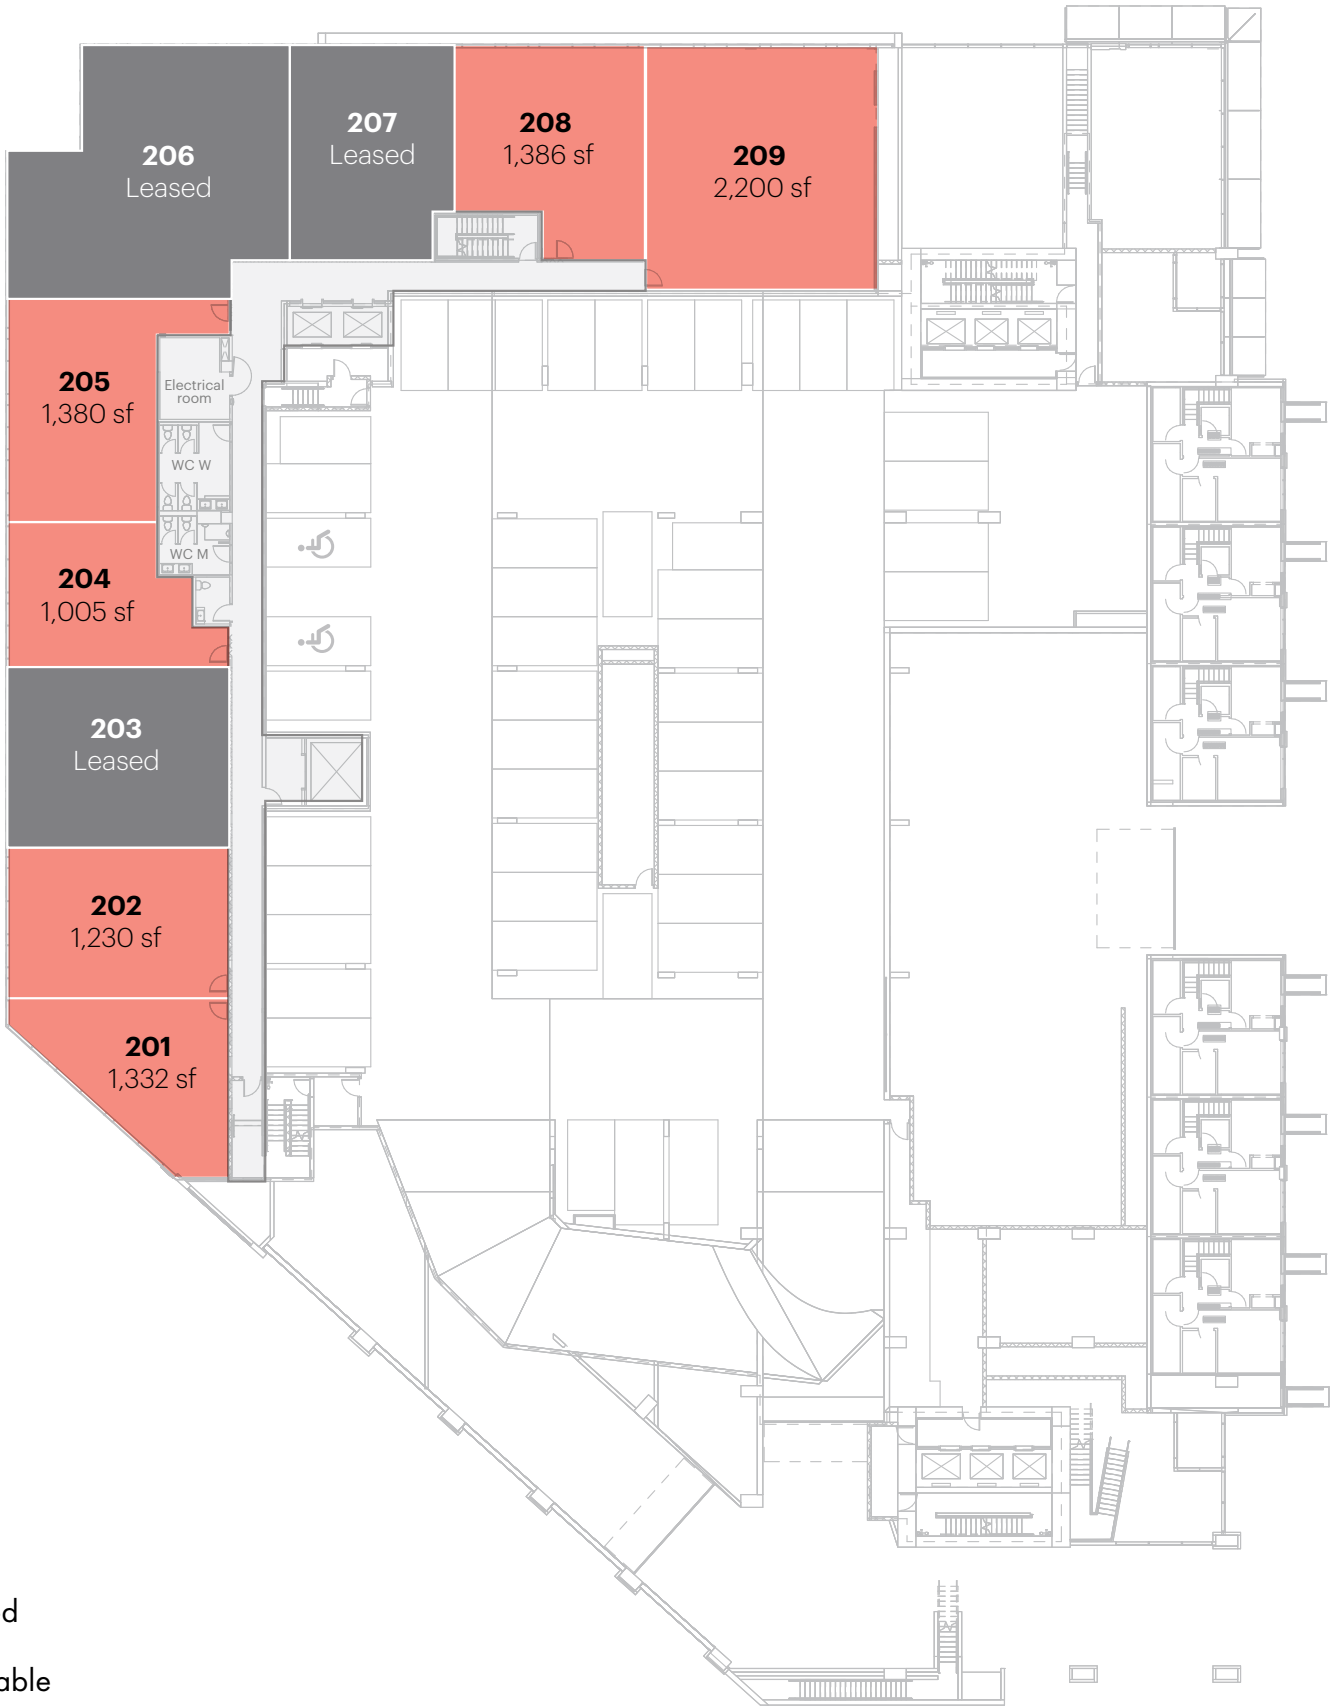 206
Leased
207
Leased
208
1,386 sf
209
2,200 sf
205
1,380 sf
Electrical
room
WC W
WC M
204
1,005 sf
203
Leased
202
1,230 sf
201
1,332 sf
d
able